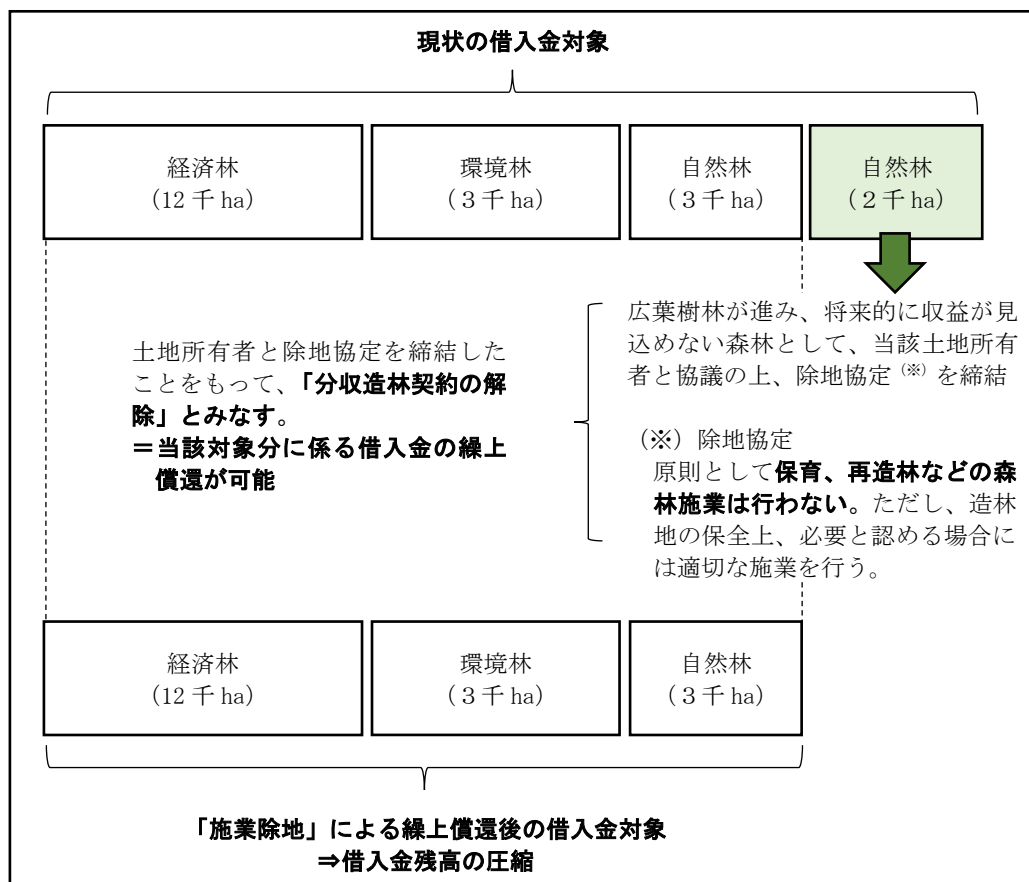 現状の借入金対象
経済林
（12 千 ha）
環境林
（３千 ha）
自然林
（３千 ha）
自然林
（２千 ha）
土地所有者と除地協定を締結した
ことをもって、「分収造林契約の解
除」とみなす。
＝当該対象分に係る借入金の繰上
償還が可能
広葉樹林が進み、将来的に収益が見
込めない森林として、当該土地所有
者と協議の上、除地協定（※）を締結
（※）除地協定
原則として保育、再造林などの森
林施業は行わない。ただし、造林
地の保全上、必要と認める場合に
は適切な施業を行う。
経済林
（12 千 ha）
環境林
（３千 ha）
自然林
（３千 ha）
「施業除地」による繰上償還後の借入金対象
⇒借入金残高の圧縮